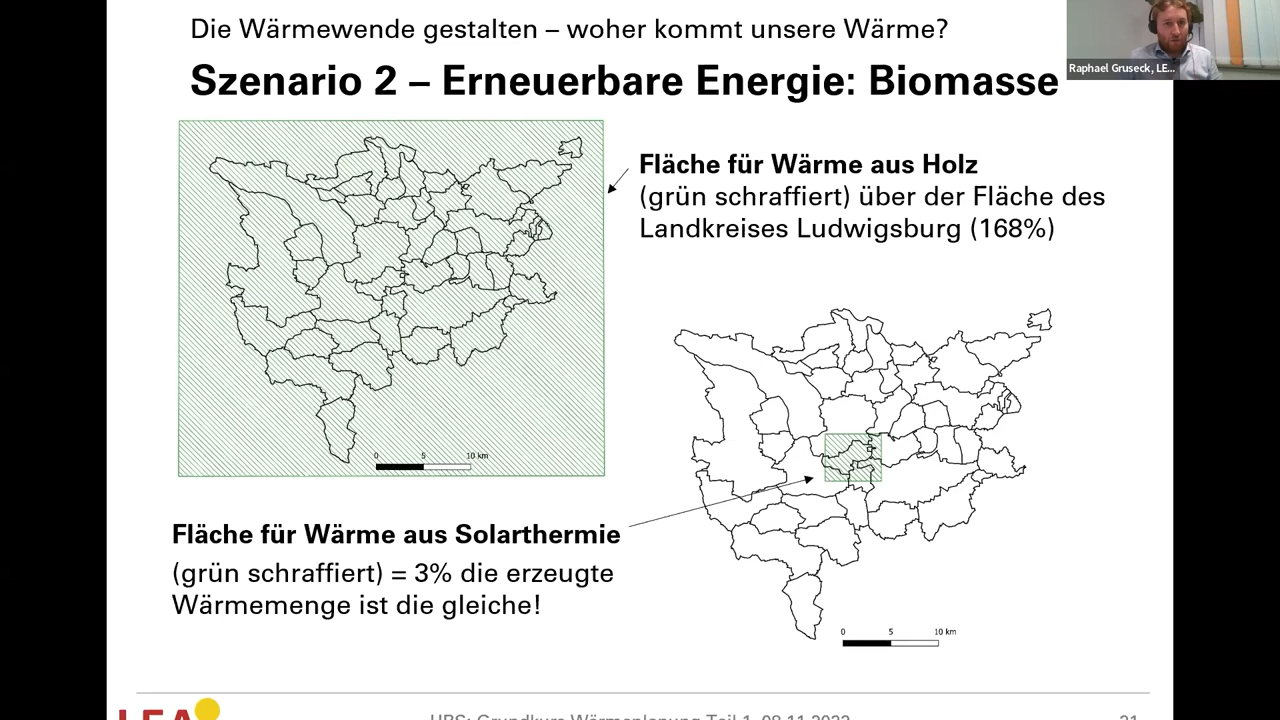 Die Wärmewende gestalten – woher kommt unsere Wärme?
Szenario 2 – Erneuerbare Energie: Biomasse
Raphael Gruseck, LE...
Fläche für Wärme aus Holz
(grün schraffiert) über der Fläche des
Landkreises Ludwigsburg (168%)
0 5 10 km
Fläche für Wärme aus Solarthermie
(grün schraffiert) = 3% die erzeugte
Wärmemenge ist die gleiche!
0 5 10 km
LEA
HBS: Grundkurs Wärmeplanung Teil 1, 08.11.2023
21